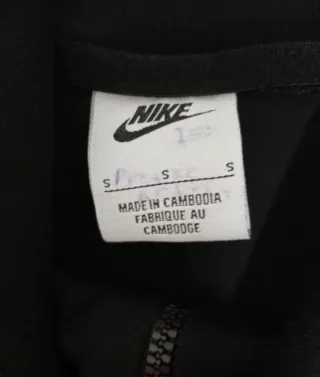 NIKE
S S S
MADE IN CAMBODIA
FABRIQUE AU
CAMBODGE